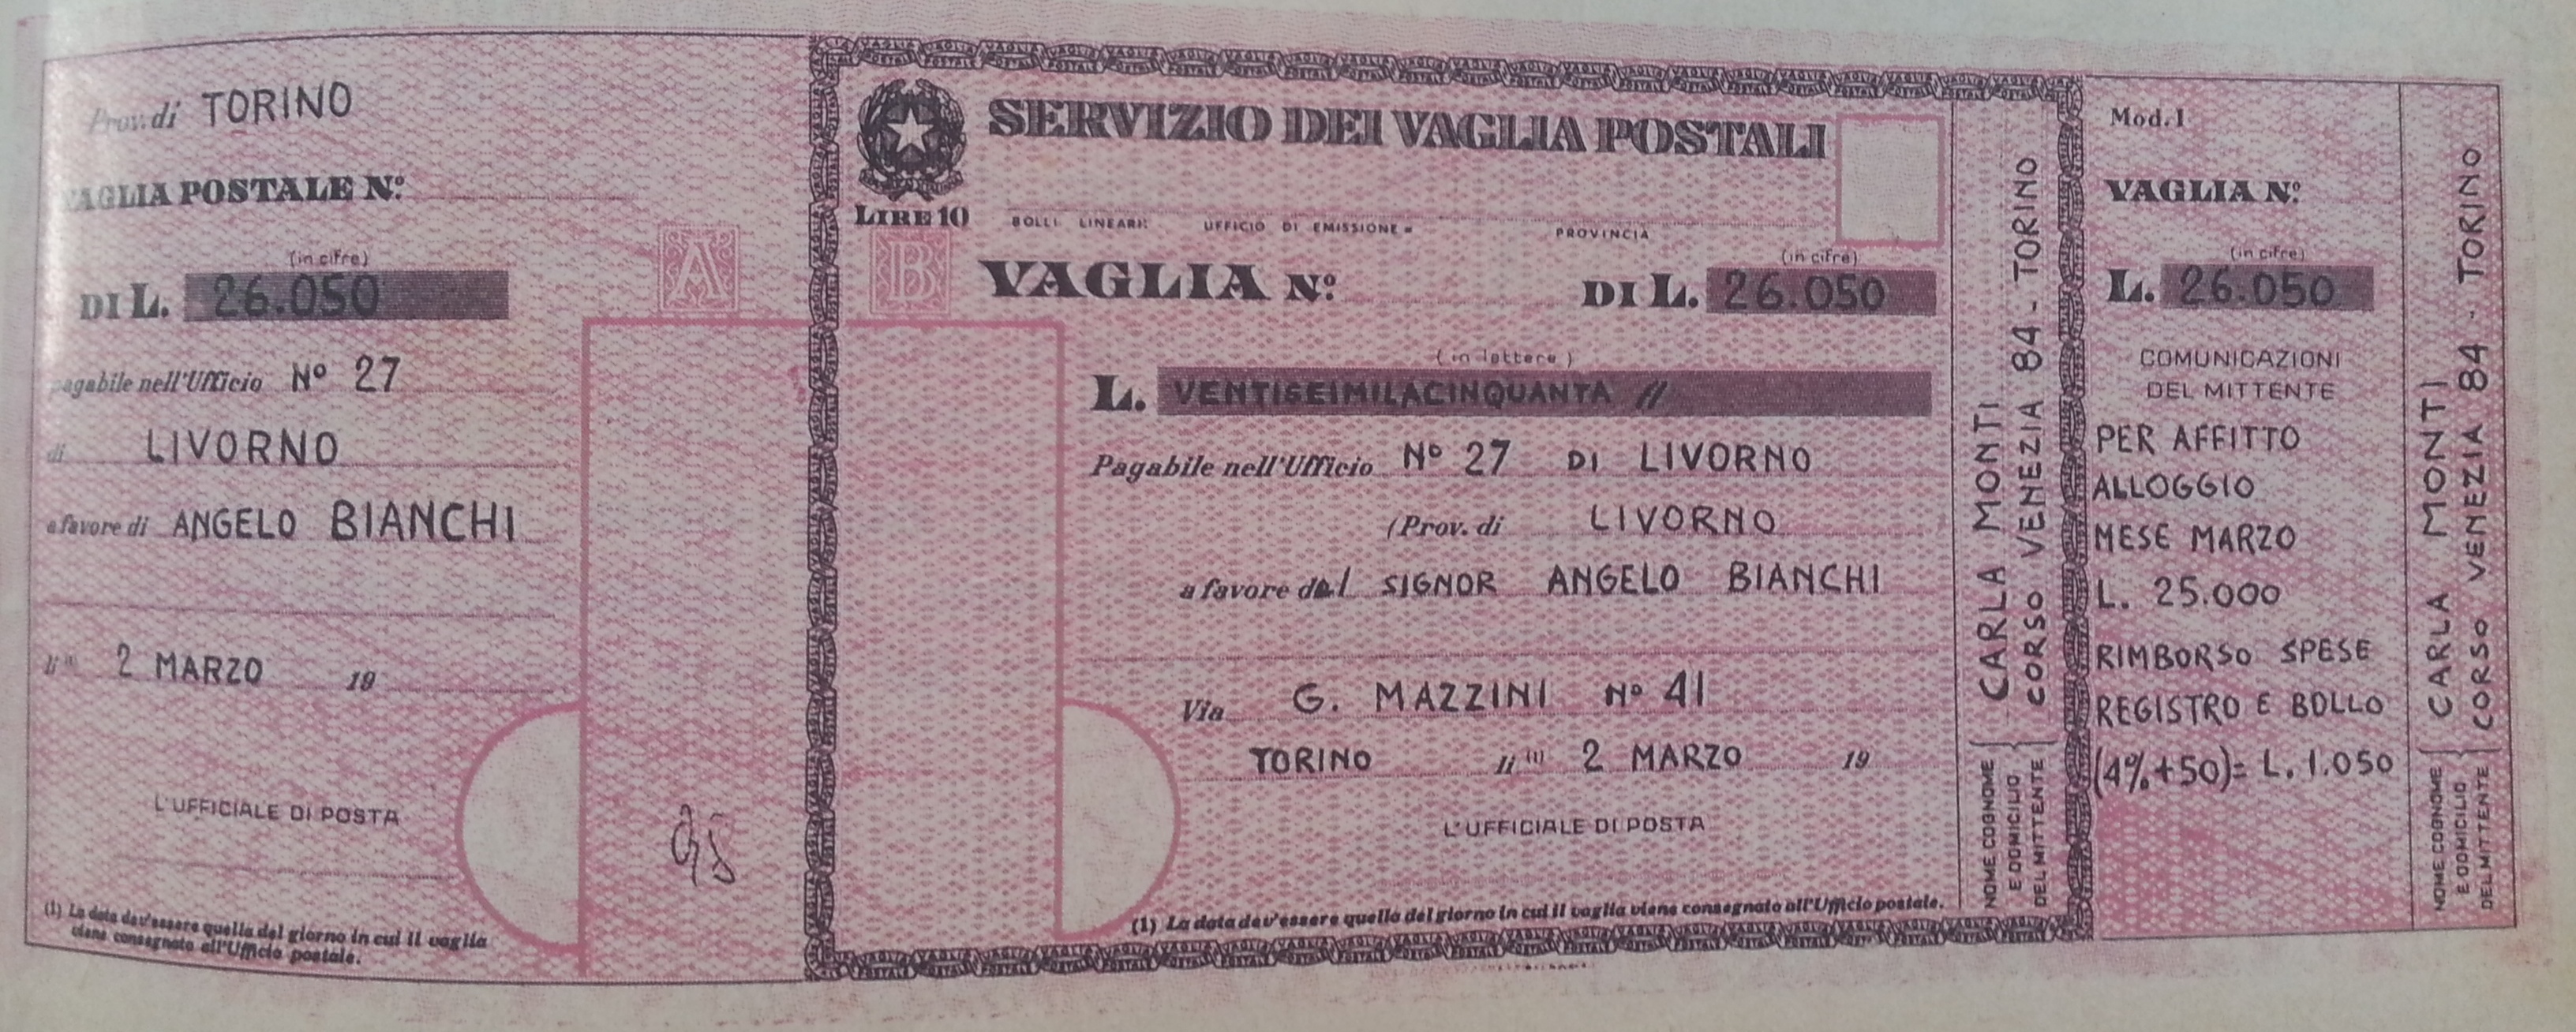 Prov. di TORINO
VAGLIA POSTALE N.º
(in cifre)
DI L. 26.050
pagabile nell'Ufficio Nº 27
di LIVORNO
a favore di ANGELO BIANCHI
li (1) 2 MARZO 19
L'UFFICIALE DI POSTA
(1) La data dev'essere quella del giorno in cui il vaglia
viene consegnato all'Ufficio postale.
A
B
SERVIZIO DEI VAGLIA POSTALI
LIRE 10
BOLLI LINEARI: UFFICIO DI EMISSIONE = PROVINCIA
(in cifre)
VAGLIA N.º DI L. 26.050
(in lettere)
L. VENTISEIMILACINQUANTA //
Pagabile nell'Ufficio Nº 27 DI LIVORNO
(Prov. di LIVORNO
a favore del SIGNOR ANGELO BIANCHI
Via G. MAZZINI Nº 41
TORINO li (1) 2 MARZO 19
L'UFFICIALE DI POSTA
(1) La data dev'essere quella del giorno in cui il vaglia viene consegnato all'Ufficio postale.
NOME COGNOME
E DOMICILIO
DEL MITTENTE
CARLA MONTI
CORSO VENEZIA 84 - TORINO
Mod. 1
VAGLIA N.º
(in cifre)
L. 26.050
COMUNICAZIONI
DEL MITTENTE
PER AFFITTO
ALLOGGIO
MESE MARZO
L. 25.000
RIMBORSO SPESE
REGISTRO E BOLLO
(4%+50)= L. 1.050
NOME COGNOME
E DOMICILIO
DEL MITTENTE
CARLA MONTI
CORSO VENEZIA 84 - TORINO